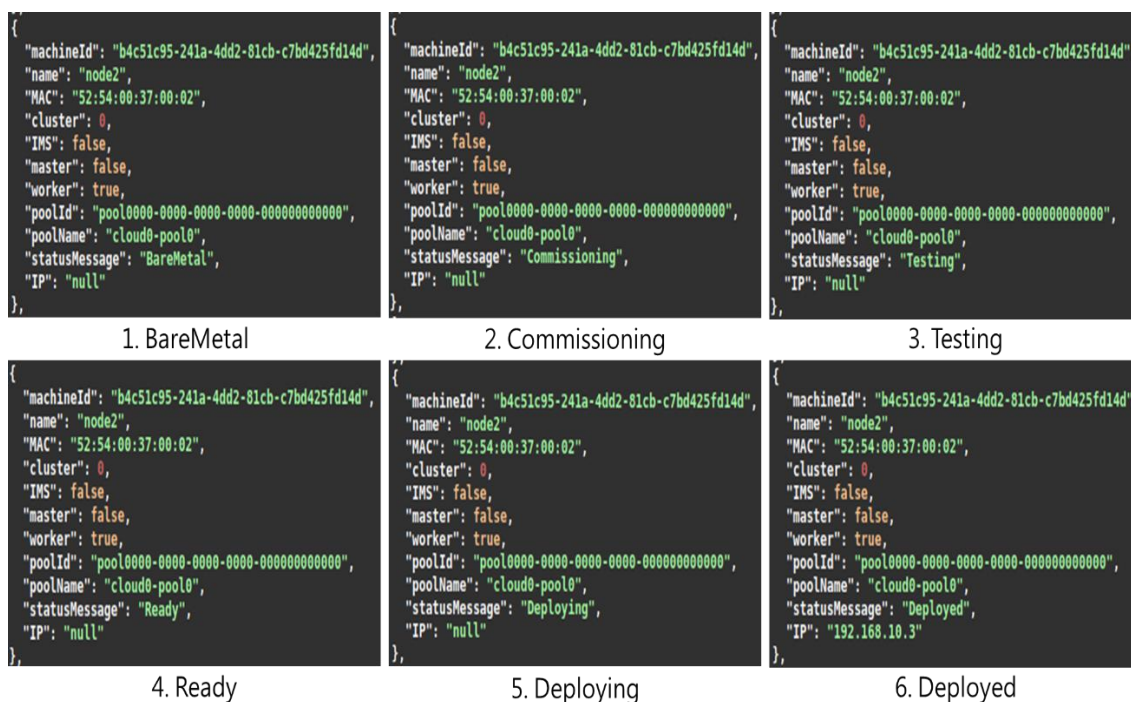 {
"machineId": "b4c51c95-241a-4dd2-81cb-c7bd425fd14d",
"name": "node2",
"MAC": "52:54:00:37:00:02",
"cluster": 0,
"IMS": false,
"master": false,
"worker": true,
"poolId": "pool0000-0000-0000-0000-000000000000",
"poolName": "cloud0-pool0",
"statusMessage": "BareMetal",
"IP": "null"
},
1. BareMetal
{
"machineId": "b4c51c95-241a-4dd2-81cb-c7bd425fd14d",
"name": "node2",
"MAC": "52:54:00:37:00:02",
"cluster": 0,
"IMS": false,
"master": false,
"worker": true,
"poolId": "pool0000-0000-0000-0000-000000000000",
"poolName": "cloud0-pool0",
"statusMessage": "Commissioning",
"IP": "null"
},
2. Commissioning
{
"machineId": "b4c51c95-241a-4dd2-81cb-c7bd425fd14d"
"name": "node2",
"MAC": "52:54:00:37:00:02",
"cluster": 0,
"IMS": false,
"master": false,
"worker": true,
"poolId": "pool0000-0000-0000-0000-000000000000",
"poolName": "cloud0-pool0",
"statusMessage": "Testing",
"IP": "null"
},
3. Testing
{
"machineId": "b4c51c95-241a-4dd2-81cb-c7bd425fd14d",
"name": "node2",
"MAC": "52:54:00:37:00:02",
"cluster": 0,
"IMS": false,
"master": false,
"worker": true,
"poolId": "pool0000-0000-0000-0000-000000000000",
"poolName": "cloud0-pool0",
"statusMessage": "Ready",
"IP": "null"
},
4. Ready
{
"machineId": "b4c51c95-241a-4dd2-81cb-c7bd425fd14d",
"name": "node2",
"MAC": "52:54:00:37:00:02",
"cluster": 0,
"IMS": false,
"master": false,
"worker": true,
"poolId": "pool0000-0000-0000-0000-000000000000",
"poolName": "cloud0-pool0",
"statusMessage": "Deploying",
"IP": "null"
},
5. Deploying
{
"machineId": "b4c51c95-241a-4dd2-81cb-c7bd425fd14d"
"name": "node2",
"MAC": "52:54:00:37:00:02",
"cluster": 0,
"IMS": false,
"master": false,
"worker": true,
"poolId": "pool0000-0000-0000-0000-000000000000",
"poolName": "cloud0-pool0",
"statusMessage": "Deployed",
"IP": "192.168.10.3"
},
6. Deployed